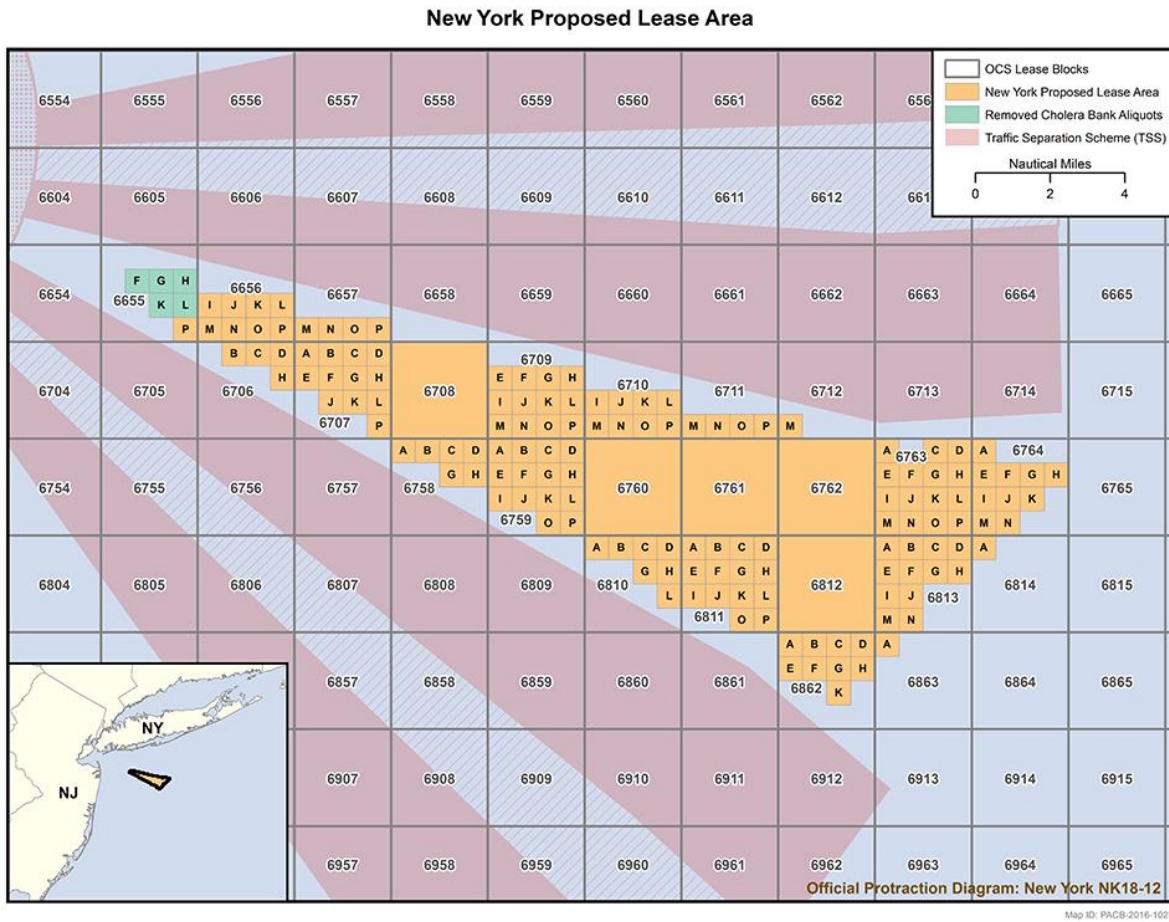 New York Proposed Lease Area
OCS Lease Blocks
New York Proposed Lease Area
Removed Cholera Bank Aliquots
Traffic Separation Scheme (TSS)
Nautical Miles
0 2 4
6554 6555 6556 6557 6558 6559 6560 6561 6562 656
6604 6605 6606 6607 6608 6609 6610 6611 6612 661
F G H
6656
6654 6655 6657 6658 6659 6660 6661 6662 6663 6664 6665
K L I J K L
P M N O P M N O P
B C D A B C D
6709
H E F G H E F G H
6710
6704 6705 6706 6708 6711 6712 6713 6714 6715
J K L I J K L I J K L
6707 P M N O P M N O P M N O P M
A B C D A B C D A 6763 C D A 6764
G H E F G H E F G H E F G H
6754 6755 6756 6757 6758 6760 6761 6762 6765
I J K L I J K L I J K
6759 O P M N O P M N
A B C D A B C D A B C D A
G H E F G H E F G H
6804 6805 6806 6807 6808 6809 6810 6812 6814 6815
L I J K L I J 6813
6811 O P M N
A B C D A
E F G H
6857 6858 6859 6860 6861 6862 6863 6864 6865
K
NY
NJ
6907 6908 6909 6910 6911 6912 6913 6914 6915
6957 6958 6959 6960 6961 6962 6963 6964 6965
Official Protraction Diagram: New York NK18-12
Map ID: PACB-2016-102